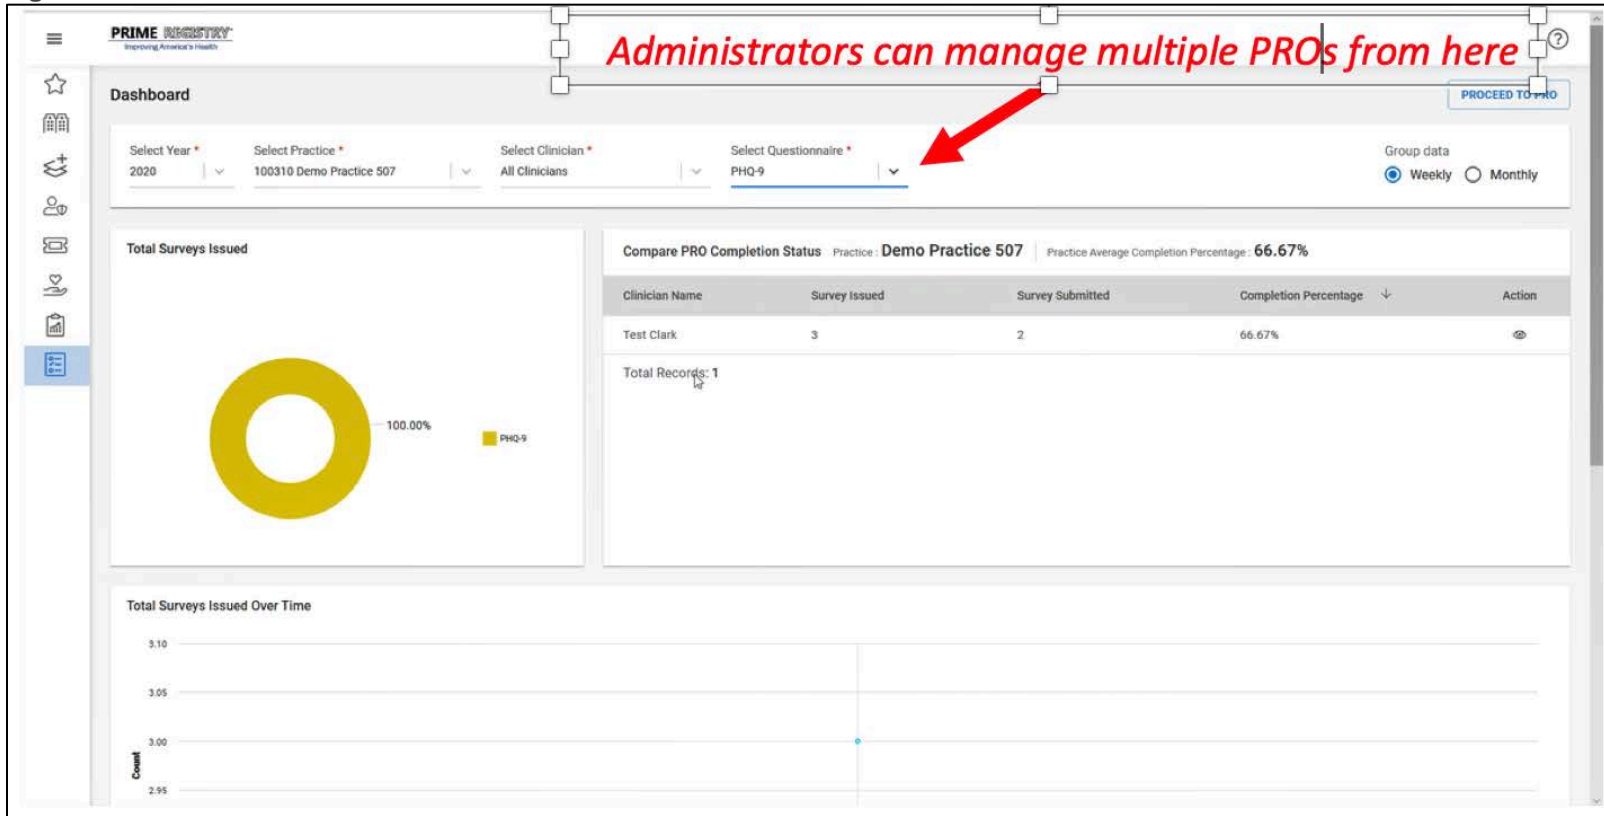 PRIME REGISTRY
Improving America's Health
Administrators can manage multiple PROs from here
Dashboard
PROCEED TO PRO
Select Year *
Select Practice *
Select Clinician *
Select Questionnaire *
Group data
2020
100310 Demo Practice 507
All Clinicians
PHQ-9
Weekly
Monthly
Total Surveys Issued
100.00%
PHQ-9
Compare PRO Completion Status Practice : Demo Practice 507 Practice Average Completion Percentage : 66.67%
Clinician Name Survey Issued Survey Submitted Completion Percentage Action
Test Clark 3 2 66.67%
Total Records: 1
Total Surveys Issued Over Time
3.10
3.05
3.00
2.95
Count